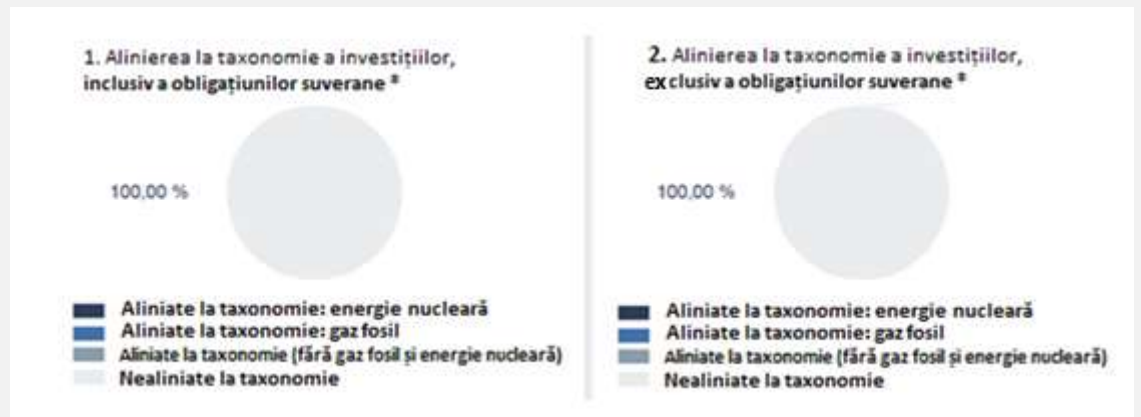 1. Alinierea la taxonomie a investițiilor,
inclusiv a obligațiunilor suverane *
100,00 %
Aliniate la taxonomie: energie nucleară
Aliniate la taxonomie: gaz fosil
Aliniate la taxonomie (fără gaz fosil și energie nucleară)
Nealiniate la taxonomie
2. Alinierea la taxonomie a investițiilor,
exclusiv a obligațiunilor suverane *
100,00 %
Aliniate la taxonomie: energie nucleară
Aliniate la taxonomie: gaz fosil
Aliniate la taxonomie (fără gaz fosil și energie nucleară)
Nealiniate la taxonomie